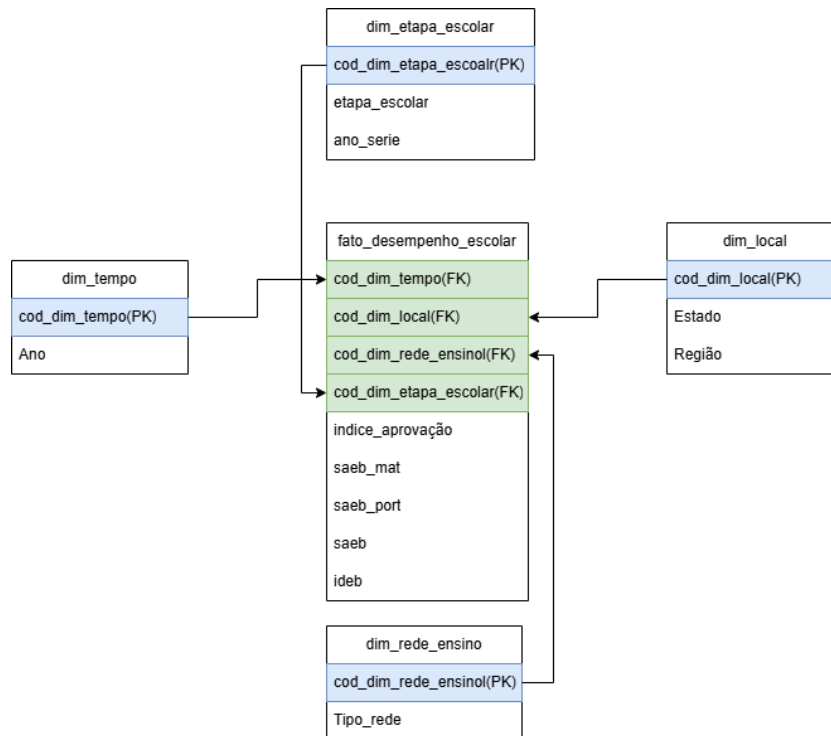 dim_etapa_escolar
cod_dim_etapa_escoalr(PK)
etapa_escolar
ano_serie
fato_desempenho_escolar
cod_dim_tempo(FK)
cod_dim_local(FK)
cod_dim_rede_ensinol(FK)
cod_dim_etapa_escolar(FK)
indice_aprovação
saeb_mat
saeb_port
saeb
ideb
dim_tempo
cod_dim_tempo(PK)
Ano
dim_local
cod_dim_local(PK)
Estado
Região
dim_rede_ensino
cod_dim_rede_ensinol(PK)
Tipo_rede